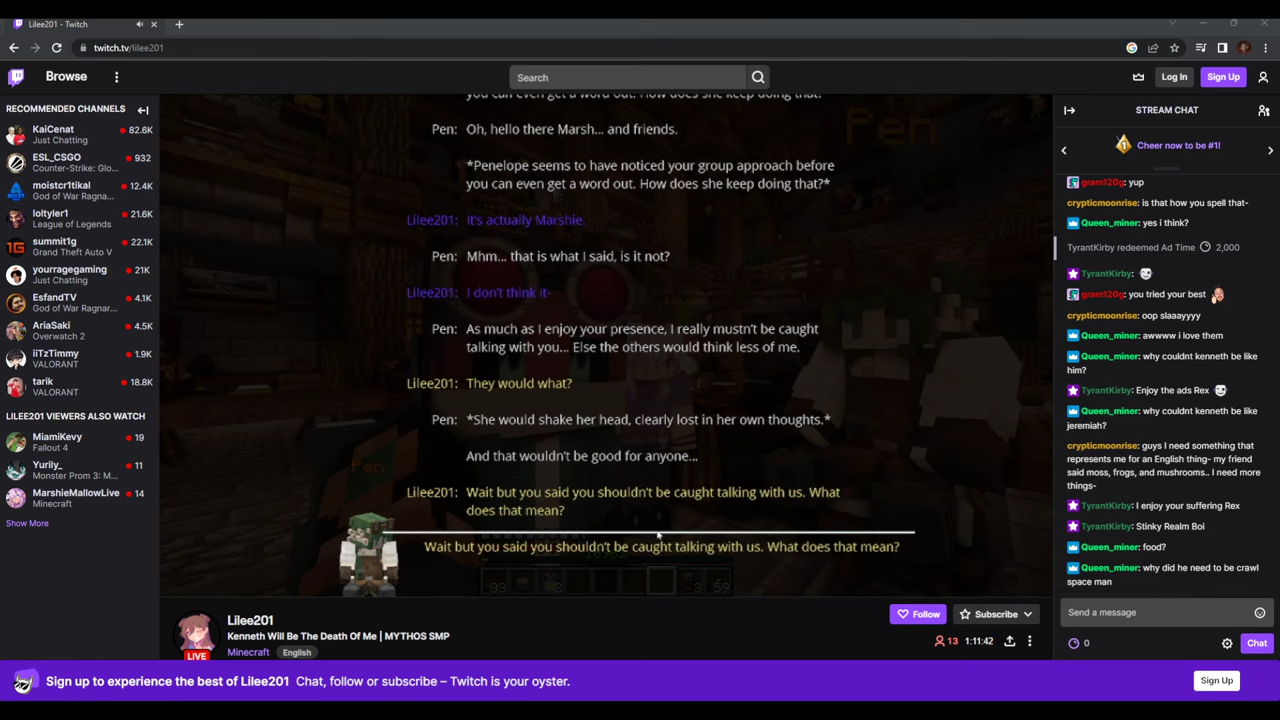 Lilee201 - Twitch
twitch.tv/lilee201
Browse
Search
Log In
Sign Up
RECOMMENDED CHANNELS
KaiCenat
82.6K
Just Chatting
ESL_CSGO
932
Counter-Strike: Glo...
moistcr1tikal
12.4K
God of War Ragna...
loltyler1
21.6K
League of Legends
summit1g
22.1K
Grand Theft Auto V
yourragegaming
21K
Just Chatting
EsfandTV
4.1K
God of War Ragna...
AriaSaki
4.5K
Overwatch 2
iiTzTimmy
1.9K
VALORANT
tarik
18.8K
VALORANT
LILEE201 VIEWERS ALSO WATCH
MiamiKevy
19
Fallout 4
Yurily_
11
Monster Prom 3: M...
MarshieMallowLive
14
Minecraft
Show More
you can even get a word out. How does she keep doing that?
Pen
Pen: Oh, hello there Marsh... and friends.
*Penelope seems to have noticed your group approach before
you can even get a word out. How does she keep doing that?*
Lilee201: It's actually Marshie.
Pen: Mhm... that is what I said, is it not?
Lilee201: I don't think it-
Pen: As much as I enjoy your presence, I really mustn't be caught
talking with you... Else the others would think less of me.
Lilee201: They would what?
Pen: *She would shake her head, clearly lost in her own thoughts.*
And that wouldn't be good for anyone...
Pen
Lilee201: Wait but you said you shouldn't be caught talking with us. What
does that mean?
Wait but you said you shouldn't be caught talking with us. What does that mean?
93
2
3
59
LIVE
Lilee201
Kenneth Will Be The Death Of Me | MYTHOS SMP
Minecraft
English
Follow
Subscribe
13
1:11:42
STREAM CHAT
1
Cheer now to be #1!
gram120g: yup
crypticmoonrise: is that how you spell that-
Queen_miner: yes i think?
TyrantKirby redeemed Ad Time 2,000
TyrantKirby:
gram120g: you tried your best
crypticmoonrise: oop slaaayyyy
Queen_miner: awwww i love them
Queen_miner: why couldnt kenneth be like
him?
TyrantKirby: Enjoy the ads Rex
Queen_miner: why couldnt kenneth be like
jeremiah?
crypticmoonrise: guys I need something that
represents me for an English thing- my friend
said moss, frogs, and mushrooms.. I need more
things-
TyrantKirby: I enjoy your suffering Rex
TyrantKirby: Stinky Realm Boi
Queen_miner: food?
Queen_miner: why did he need to be crawl
space man
Send a message
0
Chat
Sign up to experience the best of Lilee201 Chat, follow or subscribe – Twitch is your oyster.
Sign Up